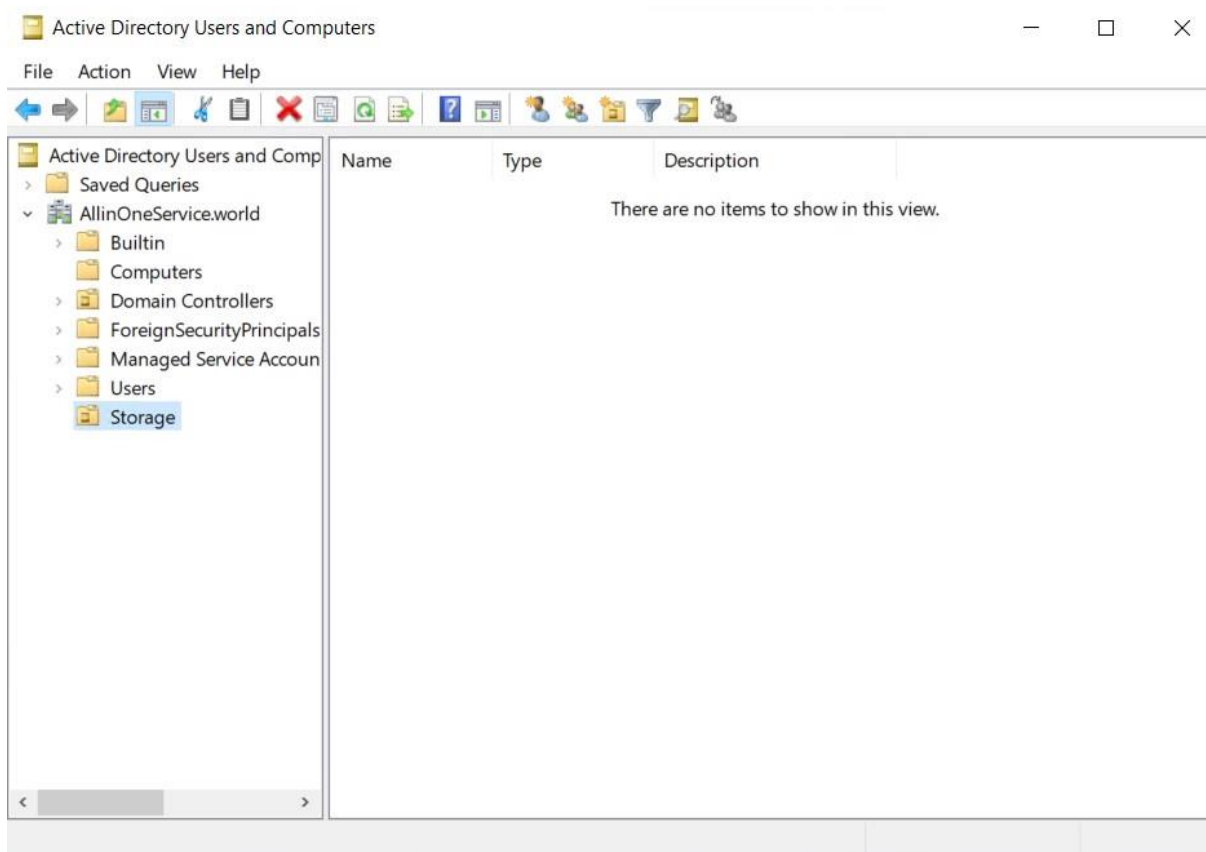 Active Directory Users and Computers
File Action View Help
Active Directory Users and Comp
Name Type Description
Saved Queries
AllinOneService.world
There are no items to show in this view.
Builtin
Computers
Domain Controllers
ForeignSecurityPrincipals
Managed Service Accoun
Users
Storage